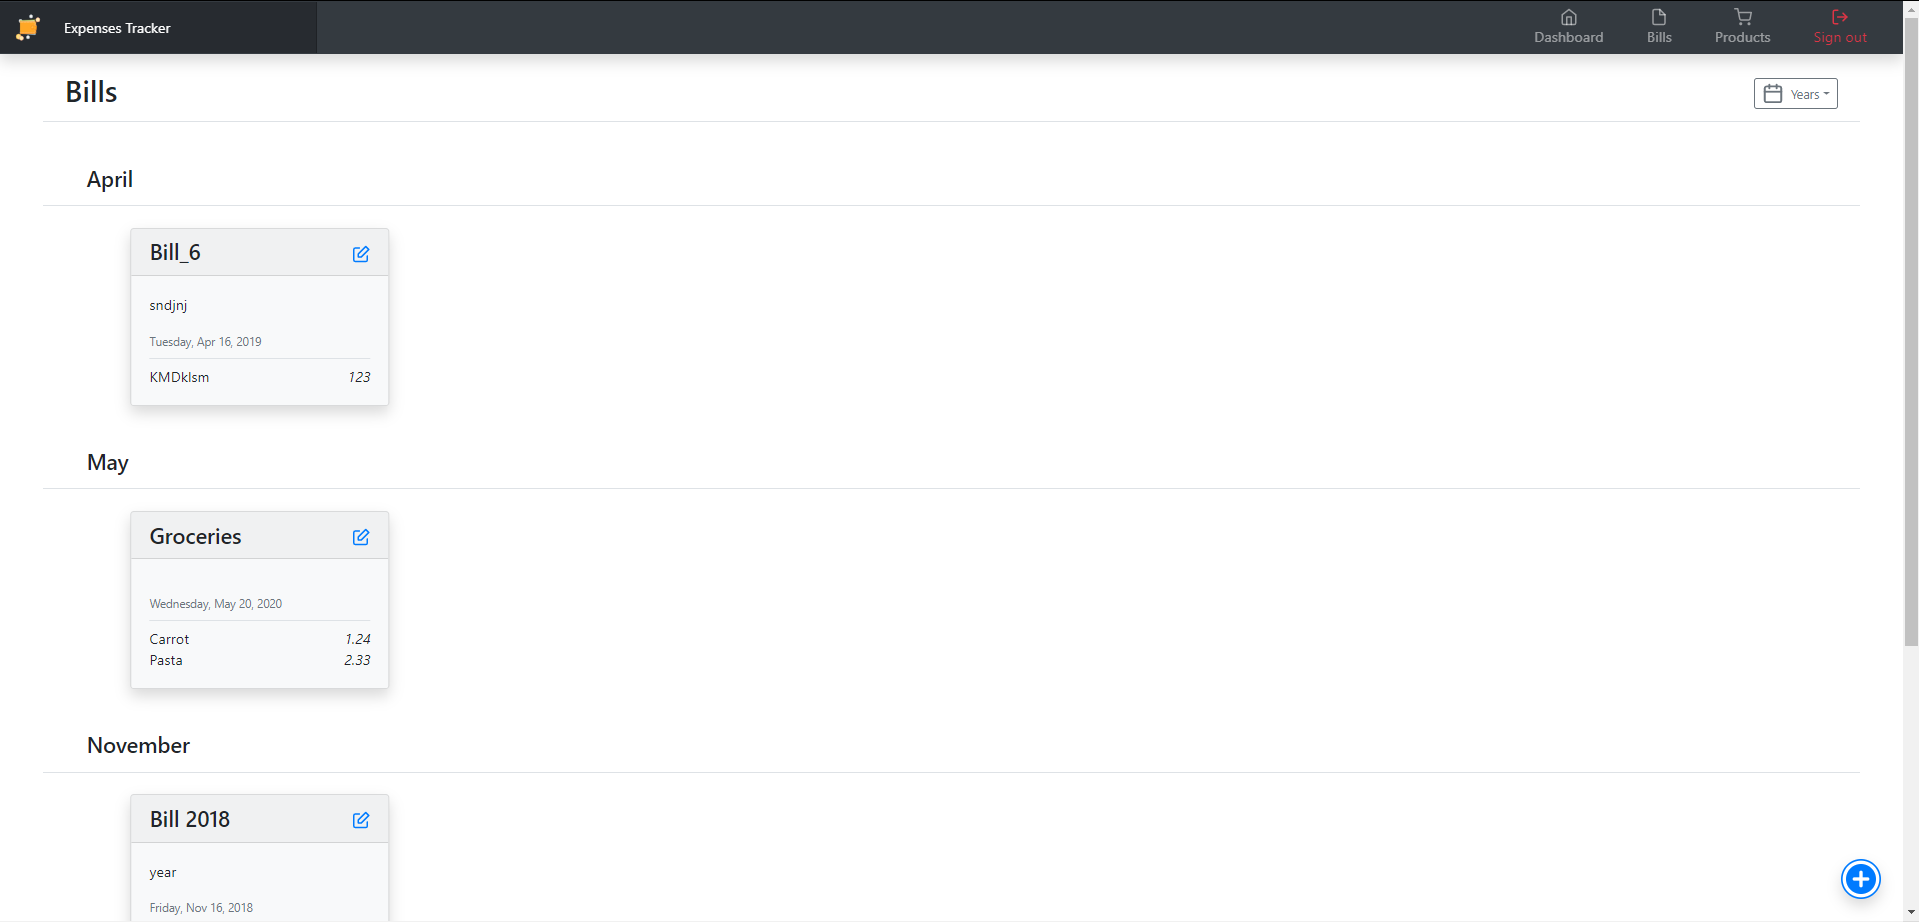 Expenses Tracker
Dashboard
Bills
Products
Sign out
Bills
Years
April
Bill_6
sndjnj
Tuesday, Apr 16, 2019
KMDklsm 123
May
Groceries
Wednesday, May 20, 2020
Carrot 1.24
Pasta 2.33
November
Bill 2018
year
Friday, Nov 16, 2018